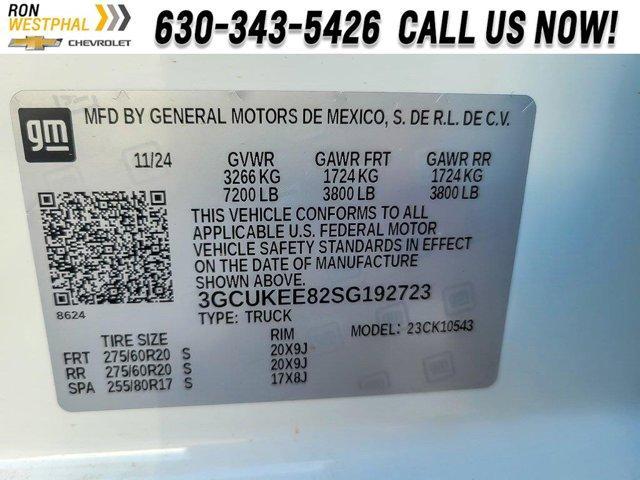 RON
WESTPHAL
CHEVROLET
630-343-5426 CALL US NOW!
gm
MFD BY GENERAL MOTORS DE MEXICO, S. DE R.L. DE C.V.
11/24 GVWR GAWR FRT GAWR RR
3266 KG 1724 KG 1724 KG
7200 LB 3800 LB 3800 LB
THIS VEHICLE CONFORMS TO ALL
APPLICABLE U.S. FEDERAL MOTOR
VEHICLE SAFETY STANDARDS IN EFFECT
ON THE DATE OF MANUFACTURE
SHOWN ABOVE.
3GCUKEE82SG192723
8624
TYPE: TRUCK MODEL: 23CK10543
TIRE SIZE RIM
FRT 275/60R20 S 20X9J
RR 275/60R20 S 20X9J
SPA 255/80R17 S 17X8J